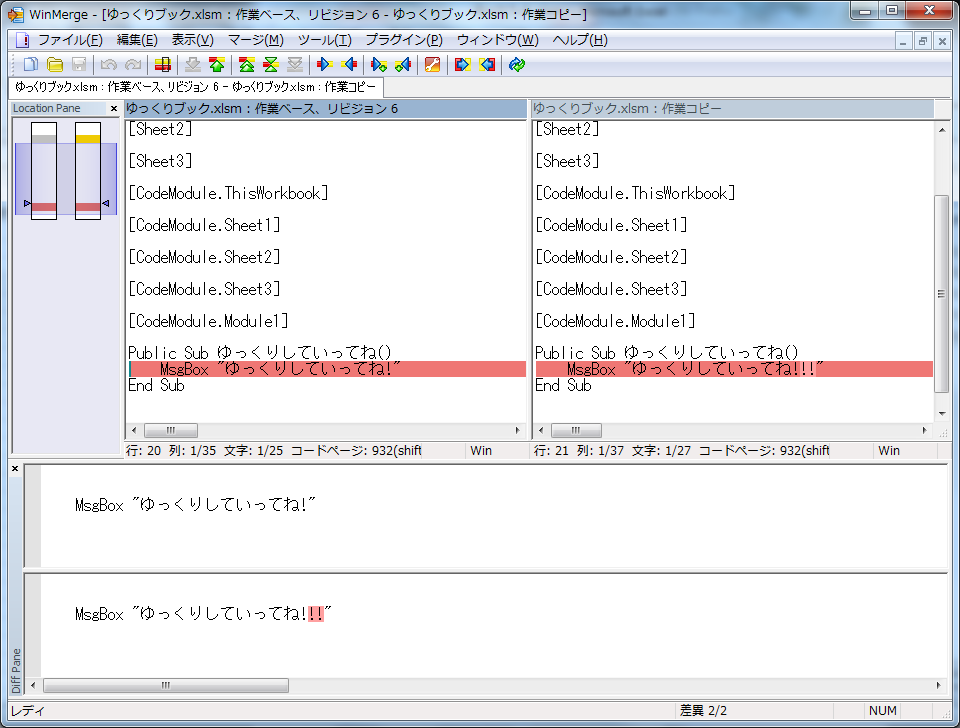 WinMerge - [ゆっくりブック.xlsm : 作業ベース、リビジョン 6 - ゆっくりブック.xlsm : 作業コピー]
ファイル(F) 編集(E) 表示(V) マージ(M) ツール(T) プラグイン(P) ウィンドウ(W) ヘルプ(H)
ゆっくりブック.xlsm : 作業ベース、リビジョン 6 - ゆっくりブック.xlsm : 作業コピー
Location Pane
ゆっくりブック.xlsm : 作業ベース、リビジョン 6
[Sheet2]
[Sheet3]
[CodeModule.ThisWorkbook]
[CodeModule.Sheet1]
[CodeModule.Sheet2]
[CodeModule.Sheet3]
[CodeModule.Module1]
Public Sub ゆっくりしていってね()
MsgBox "ゆっくりしていってね!"
End Sub
行: 20 列: 1/35 文字: 1/25 コードページ: 932(shift
Win
ゆっくりブック.xlsm : 作業コピー
[Sheet2]
[Sheet3]
[CodeModule.ThisWorkbook]
[CodeModule.Sheet1]
[CodeModule.Sheet2]
[CodeModule.Sheet3]
[CodeModule.Module1]
Public Sub ゆっくりしていってね()
MsgBox "ゆっくりしていってね!!!"
End Sub
行: 21 列: 1/37 文字: 1/27 コードページ: 932(shift
Win
Diff Pane
MsgBox "ゆっくりしていってね!"
MsgBox "ゆっくりしていってね!!!"
レディ
差異 2/2
NUM